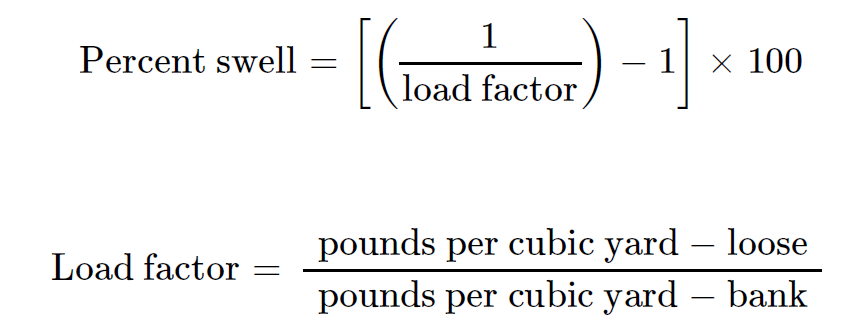 Percent swell = [(1/load factor) − 1] × 100
Load factor = pounds per cubic yard − loose/pounds per cubic yard − bank